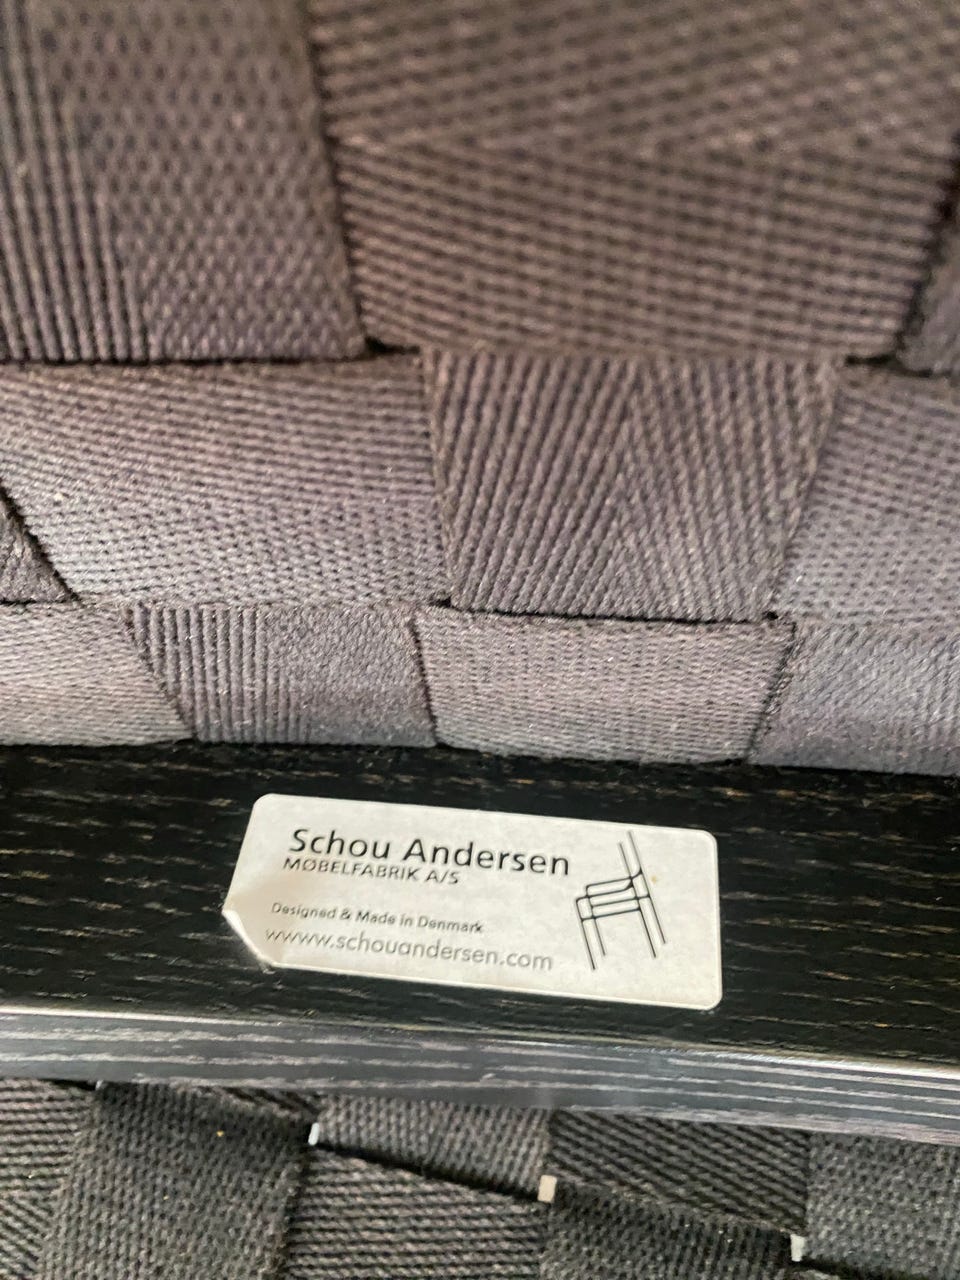 Schou Andersen
MØBELFABRIK A/S
Designed & Made in Denmark
www.schouandersen.com